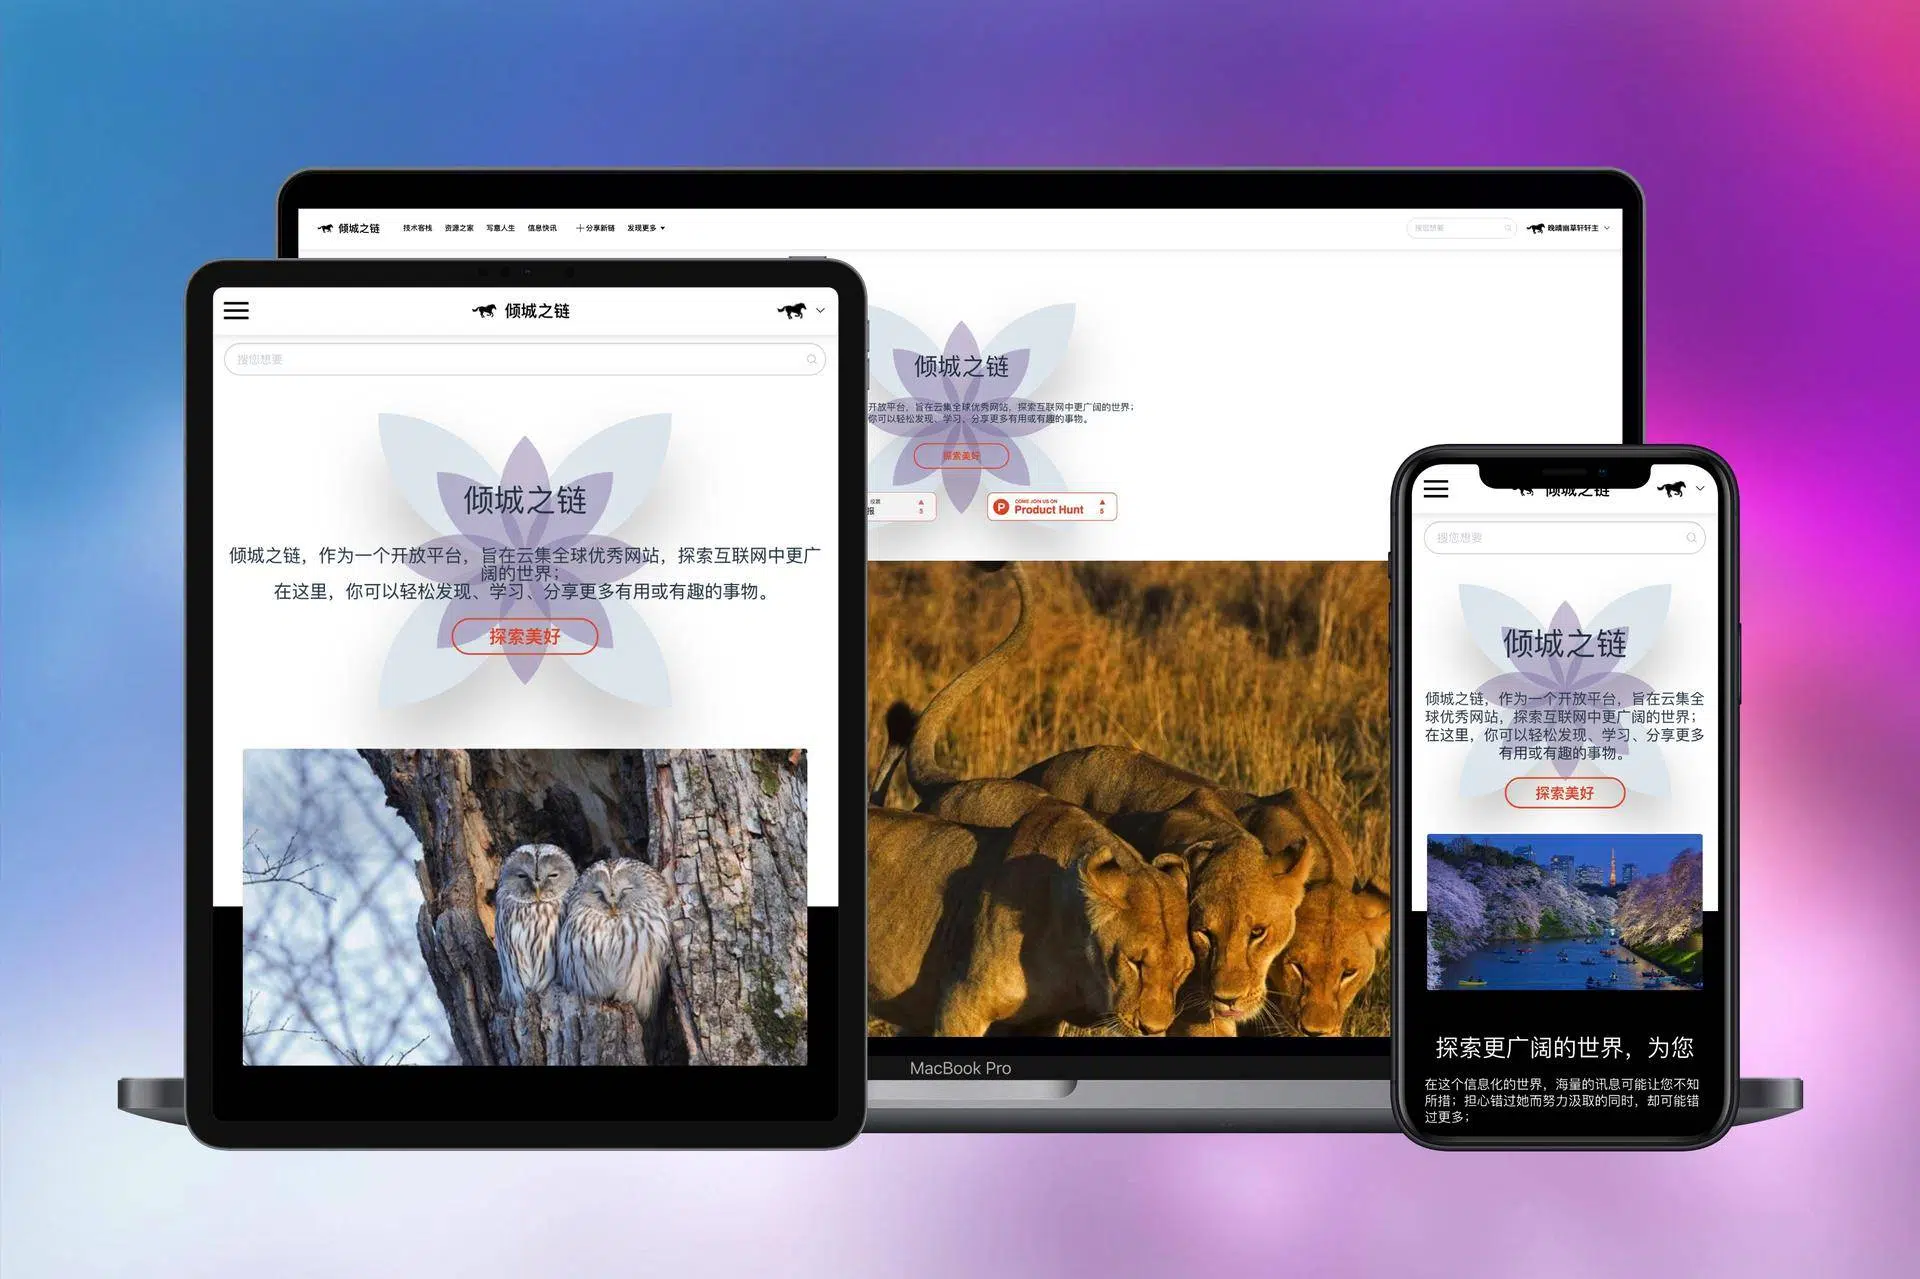 倾城之链
技术客栈
资源之家
写意人生
信息快讯
十分享新链
发现更多
搜您想要
晚晴幽草轩轩主
倾城之链
开放平台，旨在云集全球优秀网站，探索互联网中更广阔的世界；
你可以轻松发现、学习、分享更多有用或有趣的事物。
探索美好
投票
报
5
COME JOIN US ON
P
Product Hunt
5
MacBook Pro
倾城之链
搜您想要
倾城之链
倾城之链，作为一个开放平台，旨在云集全球优秀网站，探索互联网中更广
阔的世界；
在这里，你可以轻松发现、学习、分享更多有用或有趣的事物。
探索美好
倾城之链
搜您想要
倾城之链
倾城之链，作为一个开放平台，旨在云集全
球优秀网站，探索互联网中更广阔的世界；
在这里，你可以轻松发现、学习、分享更多
有用或有趣的事物。
探索美好
探索更广阔的世界，为您
在这个信息化的世界，海量的讯息可能让您不知
所措；担心错过她而努力汲取的同时，却可能错
过更多；